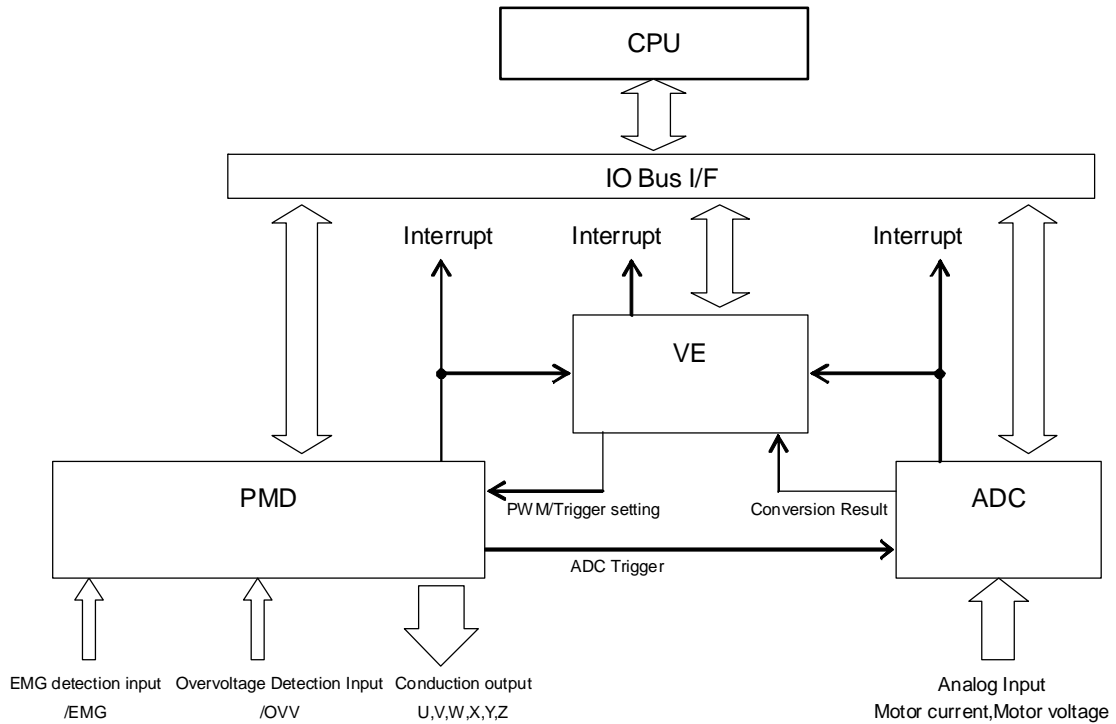 CPU
IO Bus I/F
Interrupt
Interrupt
Interrupt
VE
PMD
ADC
PWM/Trigger setting
Conversion Result
ADC Trigger
EMG detection input
/EMG
Overvoltage Detection Input
/OVV
Conduction output
U,V,W,X,Y,Z
Analog Input
Motor current,Motor voltage